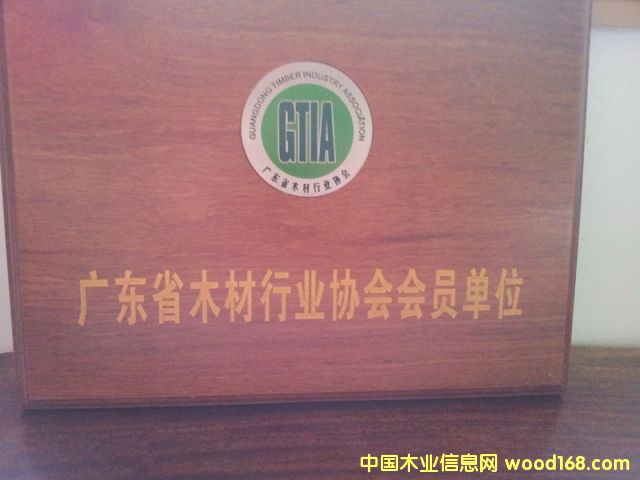 GUANGDONG TIMBER INDUSTRY ASSOCIATION
GTIA
广东省木材行业协会
广东省木材行业协会会员单位
中国木业信息网 wood168.com